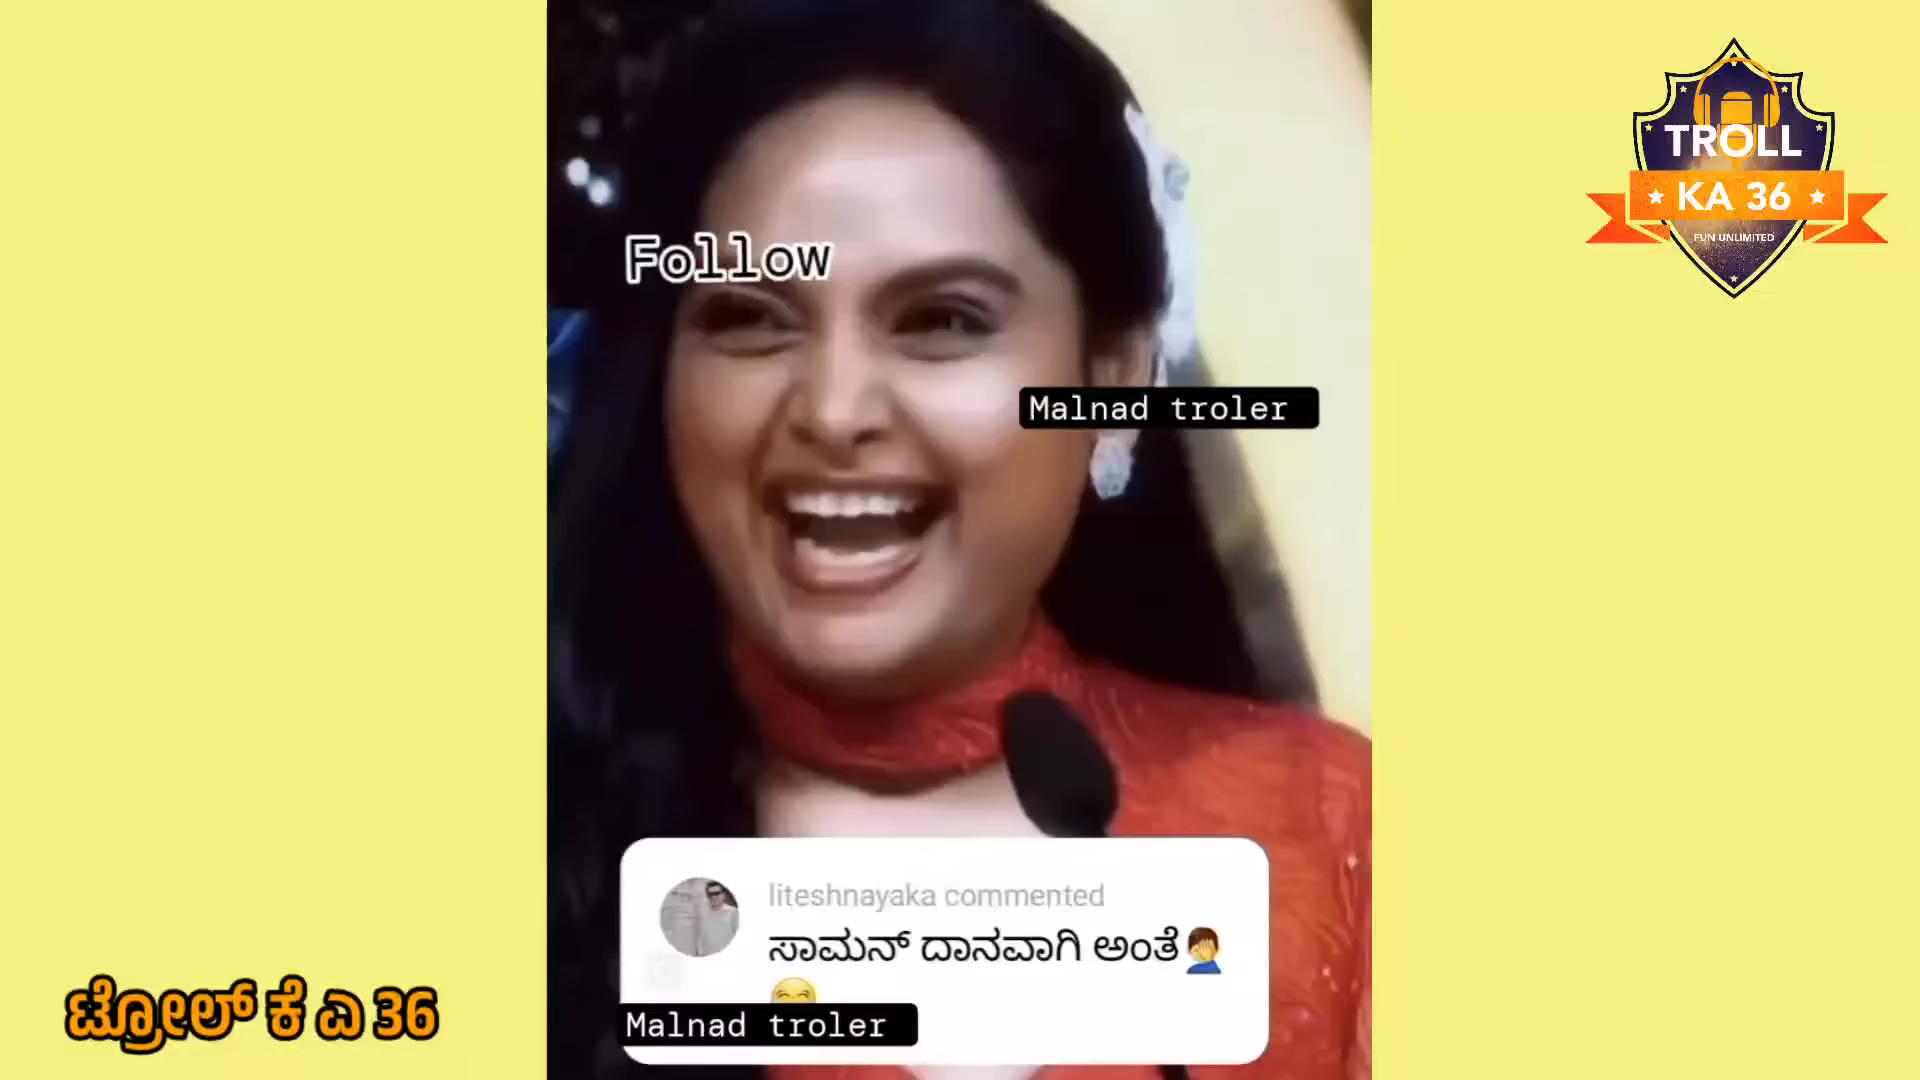 TROLL
KA 36
FUN UNLIMITED
Follow
Malnad troler
liteshnayaka commented
ಸಾಮನ್ ದಾನವಾಗಿ ಅಂತೆ🤦‍♂️
😁
Malnad troler
ಟ್ರೋಲ್ ಕೆ ಎ 36